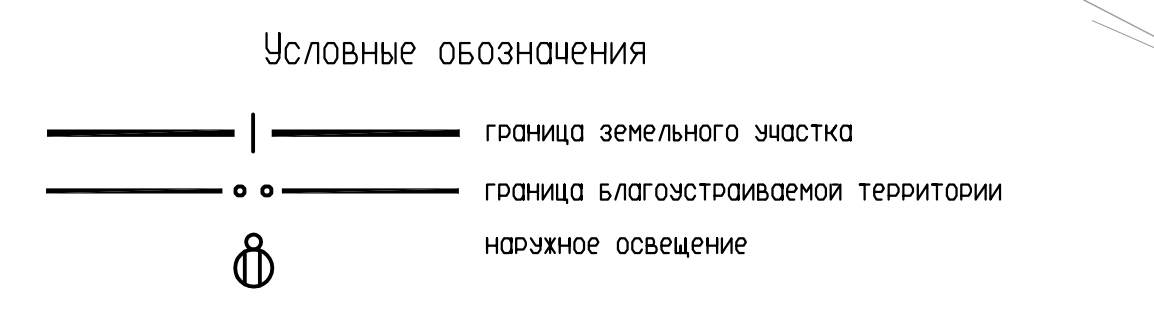 Условные обозначения
граница земельного участка
граница благоустраиваемой территории
наружное освещение